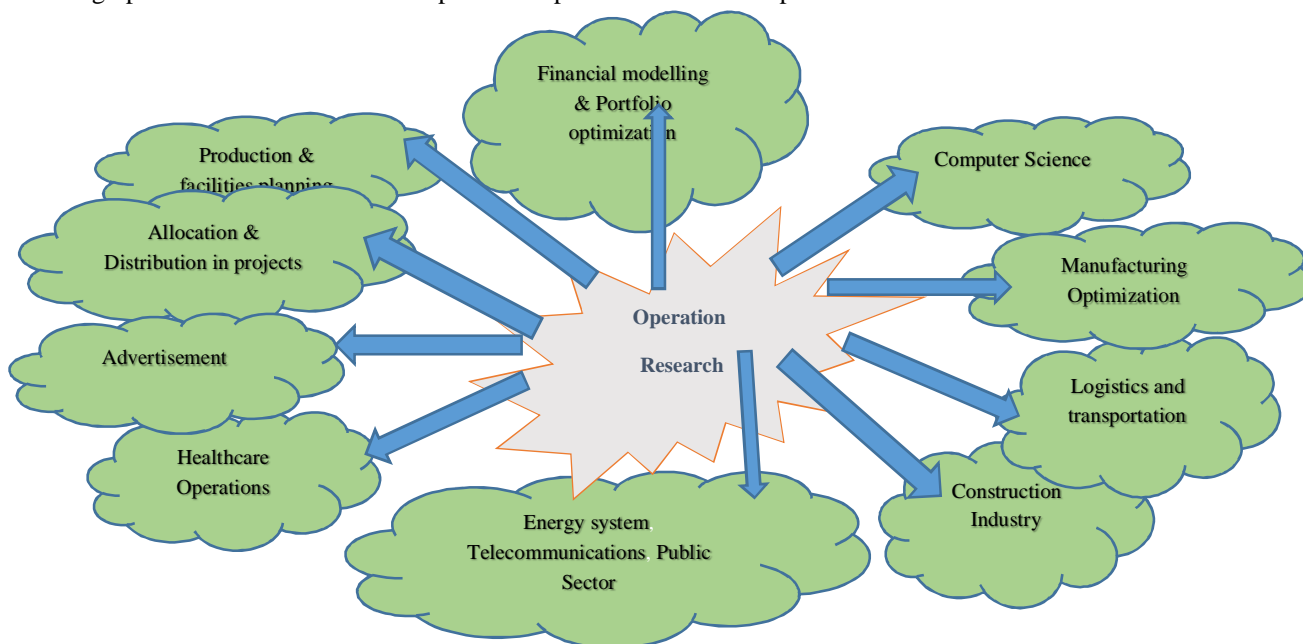 Financial modelling
& Portfolio
optimization
Production &
facilities planning
Computer Science
Allocation &
Distribution in projects
Manufacturing
Optimization
Operation
Research
Advertisement
Logistics and
transportation
Healthcare
Operations
Construction
Industry
Energy system,
Telecommunications, Public
Sector